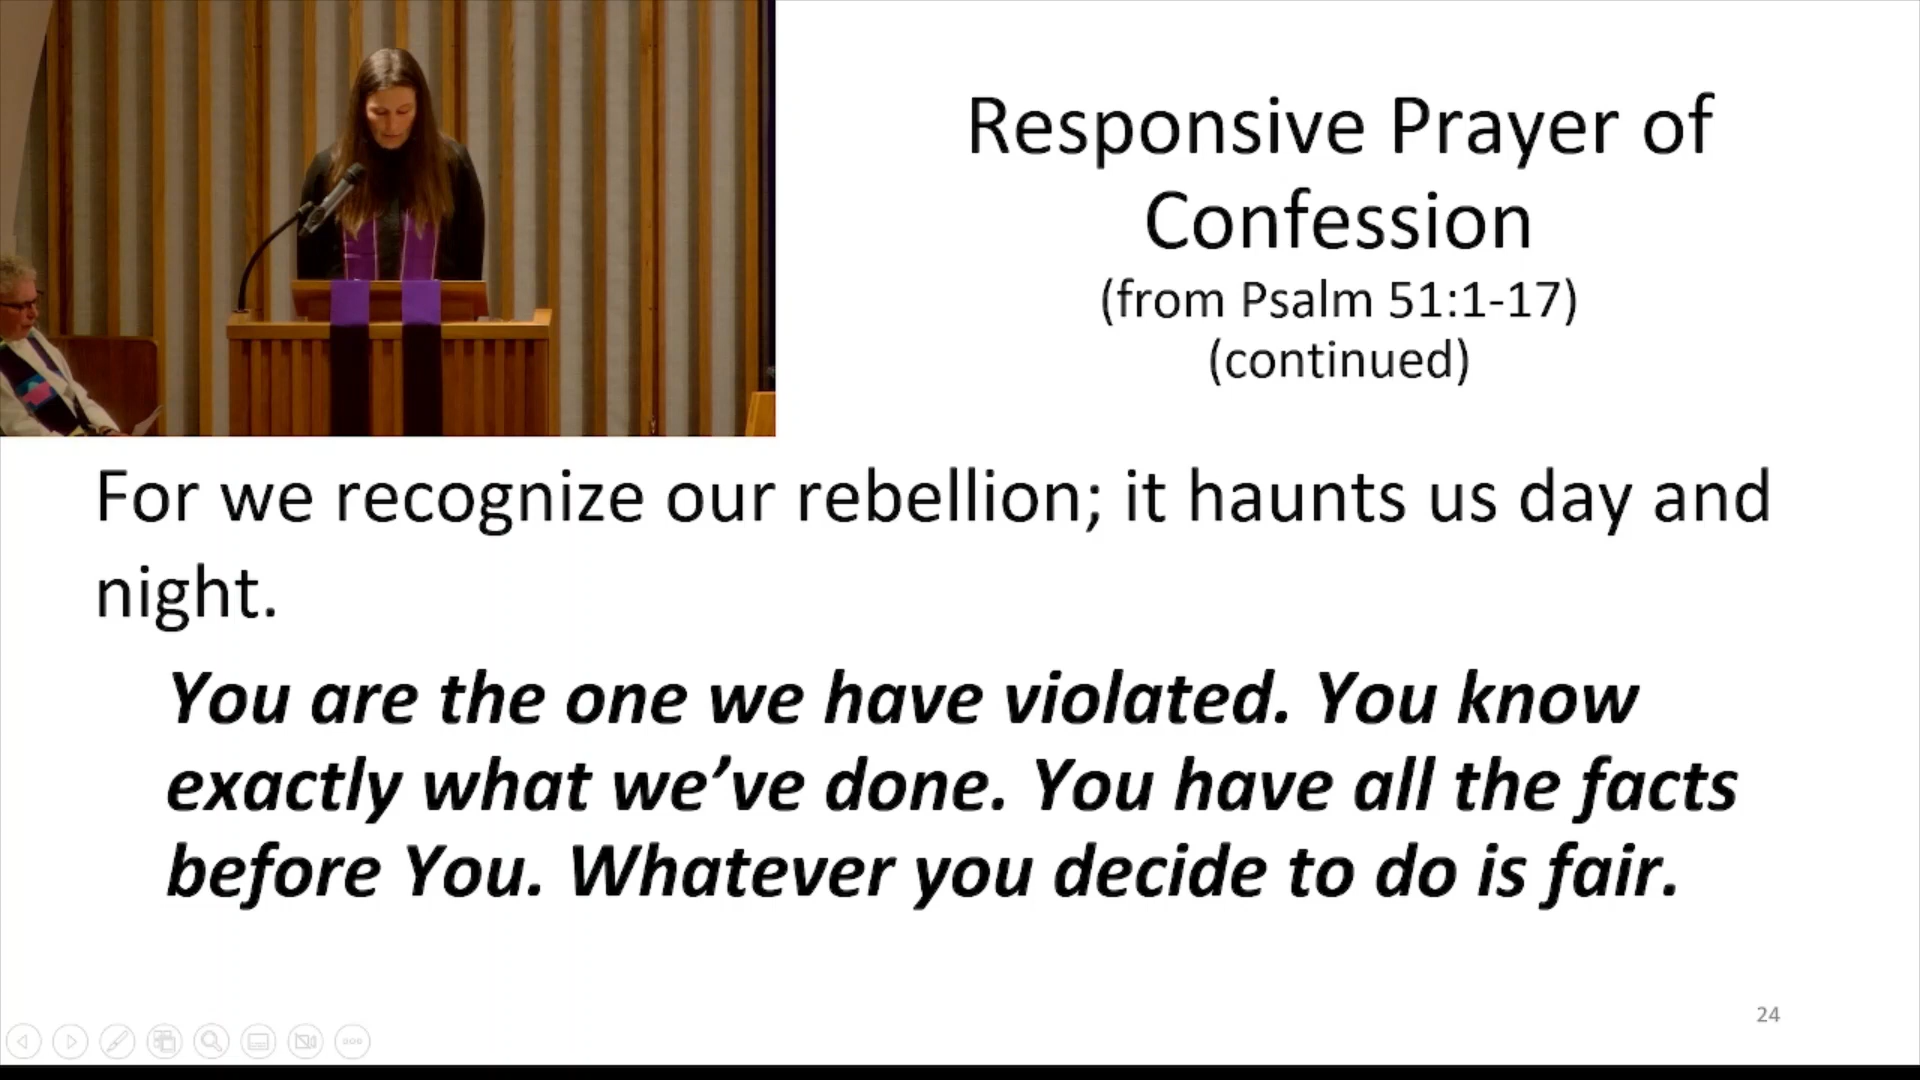 Responsive Prayer of
Confession
(from Psalm 51:1-17)
(continued)
For we recognize our rebellion; it haunts us day and
night.
You are the one we have violated. You know
exactly what we’ve done. You have all the facts
before You. Whatever you decide to do is fair.
24